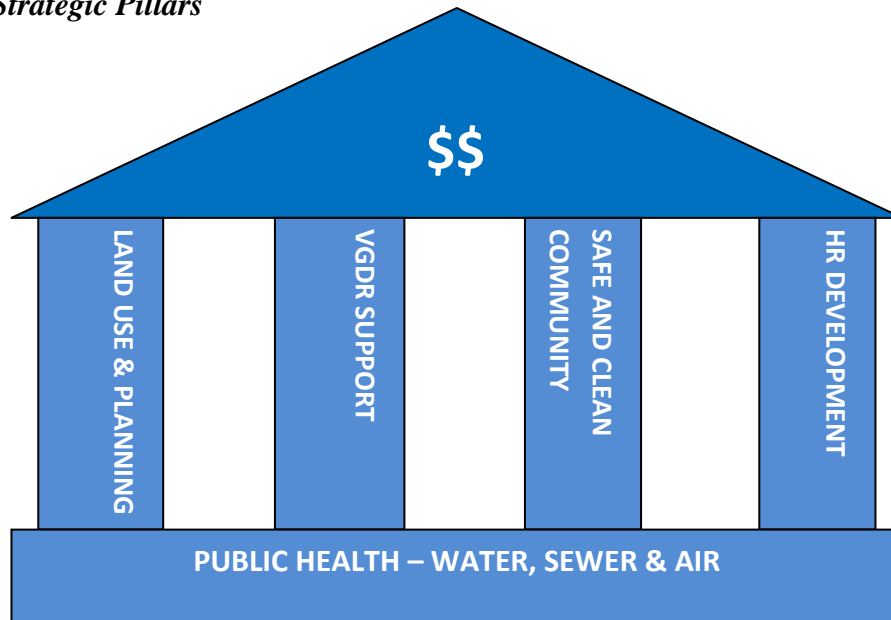 Strategic Pillars
$$
LAND USE & PLANNING
VGDR SUPPORT
SAFE AND CLEAN
COMMUNITY
HR DEVELOPMENT
PUBLIC HEALTH – WATER, SEWER & AIR